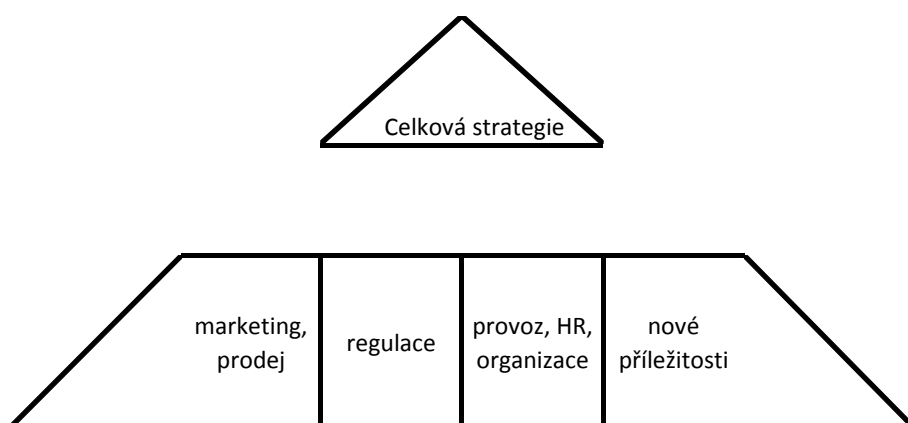 Celková strategie
marketing,
prodej
regulace
provoz, HR,
organizace
nové
příležitosti